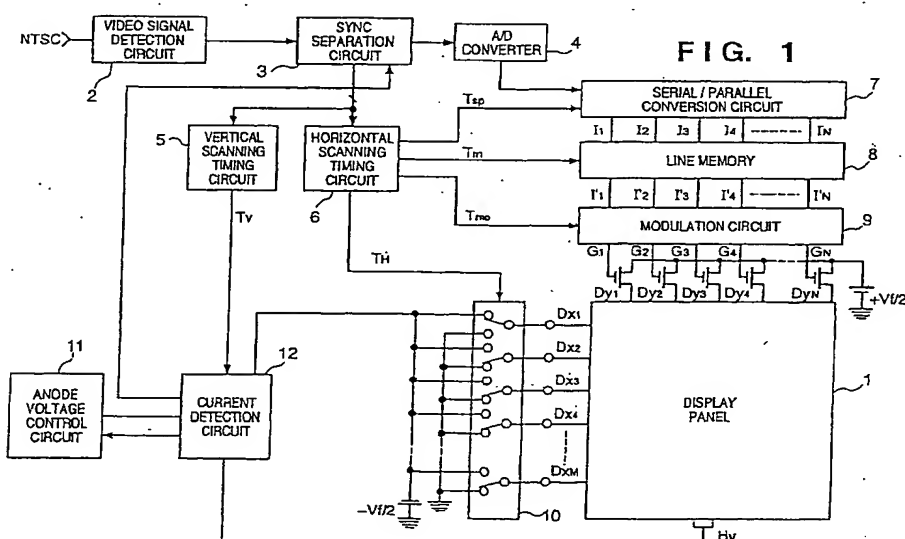 NTSC
VIDEO SIGNAL
DETECTION
CIRCUIT
2
SYNC
SEPARATION
CIRCUIT
3
A/D
CONVERTER
4
FIG. 1
SERIAL / PARALLEL
CONVERSION CIRCUIT
7
Tsp
I1 I2 I3 I4 IN
5
VERTICAL
SCANNING
TIMING
CIRCUIT
HORIZONTAL
SCANNING
TIMING
CIRCUIT
6
Tm
LINE MEMORY
8
I'1 I'2 I'3 I'4 I'N
Tmo
MODULATION CIRCUIT
9
G1 G2 G3 G4 GN
Tv
TH
Dy1 Dy2 Dy3 Dy4 DyN
+Vf/2
11
ANODE
VOLTAGE
CONTROL
CIRCUIT
12
CURRENT
DETECTION
CIRCUIT
Dx1
Dx2
Dx3
Dx4
DxM
DISPLAY
PANEL
1
-Vf/2
10
Hv